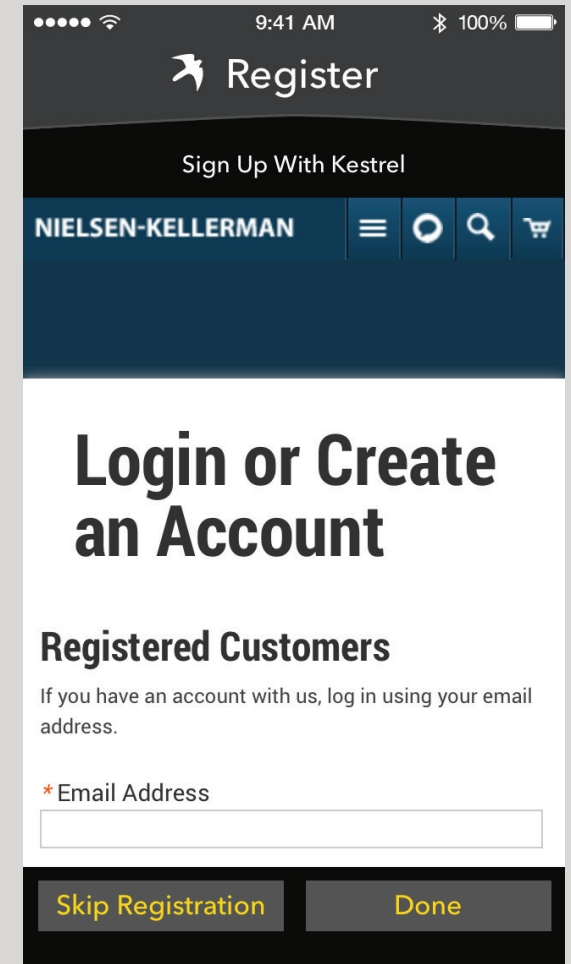 9:41 AM 100%
Register
Sign Up With Kestrel
NIELSEN-KELLERMAN
Login or Create
an Account
Registered Customers
If you have an account with us, log in using your email
address.
* Email Address
Skip Registration Done